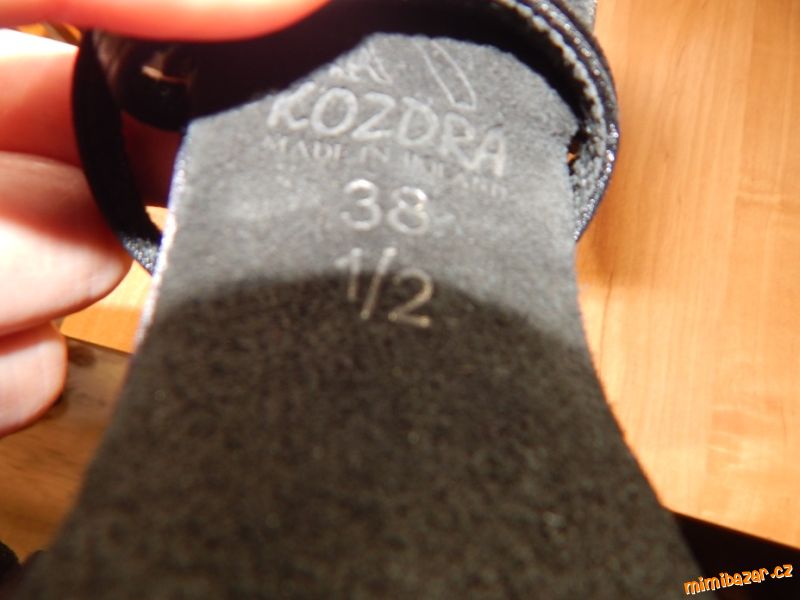 KOZDRA
MADE IN POLAND
38
1/2
mimibazar.cz